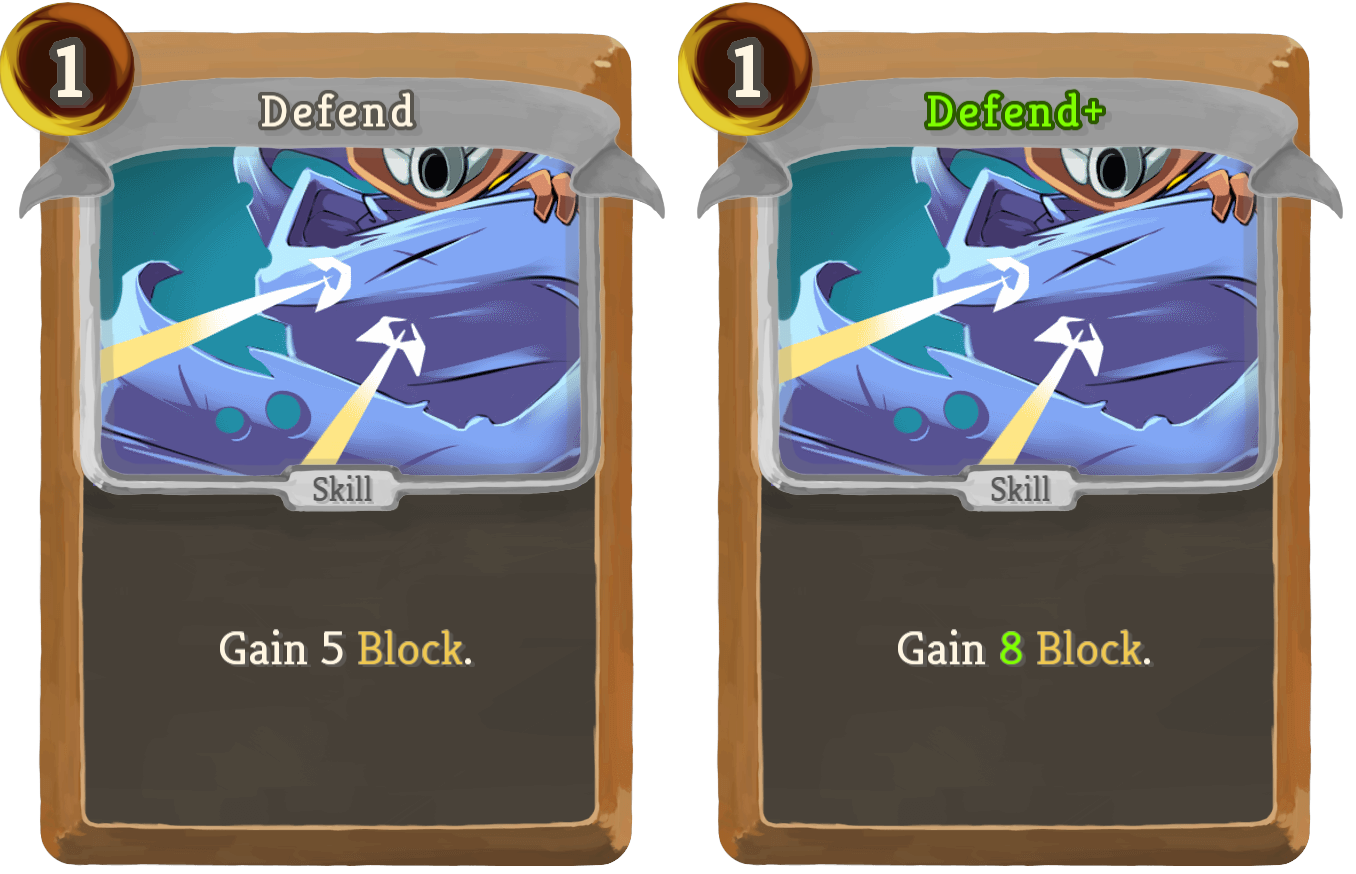 1
Defend
Skill
Gain 5 Block.
1
Defend+
Skill
Gain 8 Block.